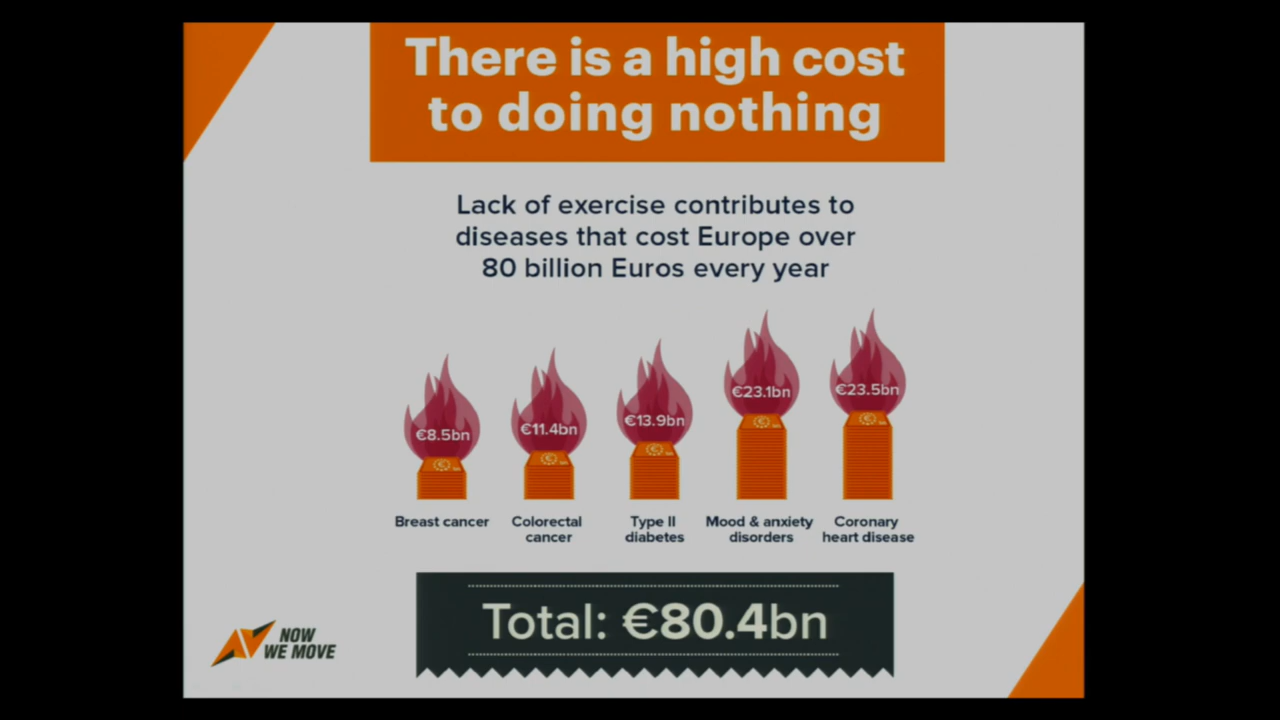 There is a high cost
to doing nothing
Lack of exercise contributes to
diseases that cost Europe over
80 billion Euros every year
€8.5bn
€11.4bn
€13.9bn
€23.1bn
€23.5bn
Breast cancer
Colorectal
cancer
Type II
diabetes
Mood & anxiety
disorders
Coronary
heart disease
Total: €80.4bn
NOW
WE MOVE